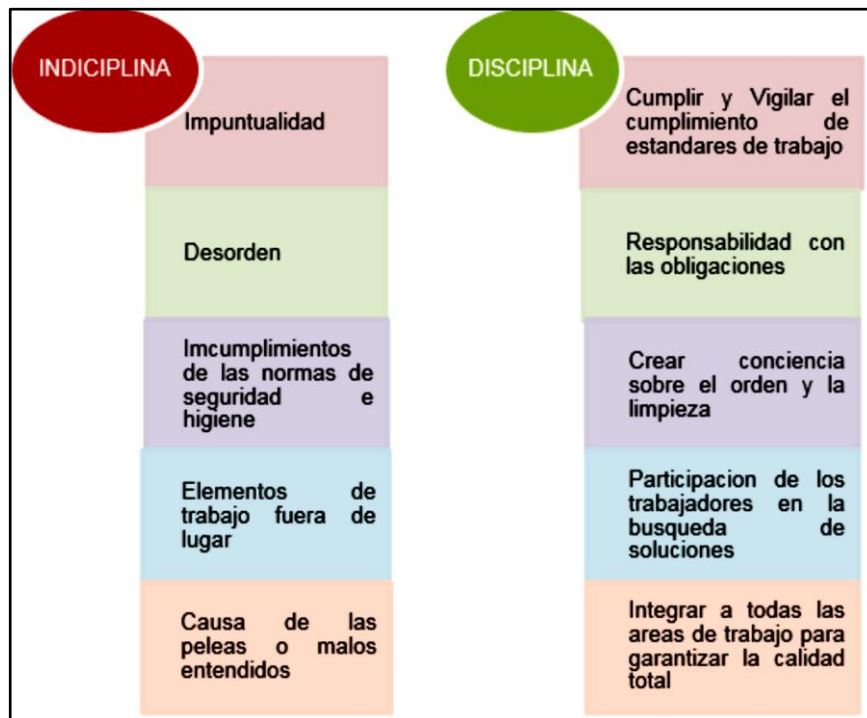 INDICIPLINA
Impuntualidad
Desorden
Imcumplimientos
de las normas de
seguridad e
higiene
Elementos de
trabajo fuera de
lugar
Causa de las
peleas o malos
entendidos
DISCIPLINA
Cumplir y Vigilar el
cumplimiento de
estandares de trabajo
Responsabilidad con
las obligaciones
Crear conciencia
sobre el orden y la
limpieza
Participacion de los
trabajadores en la
busqueda de
soluciones
Integrar a todas las
areas de trabajo para
garantizar la calidad
total